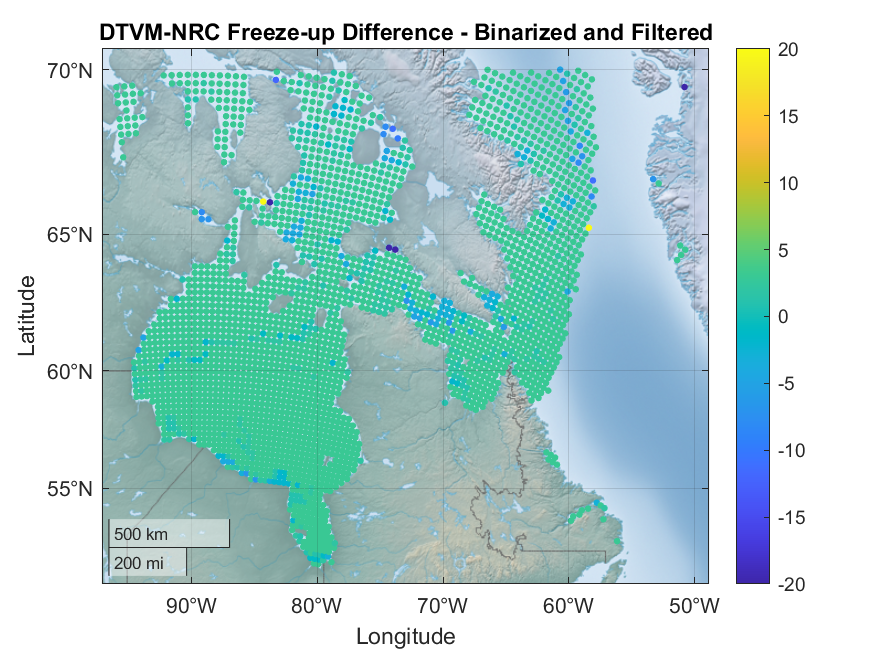 DTVM-NRC Freeze-up Difference - Binarized and Filtered
70°N
65°N
60°N
55°N
Latitude
500 km
200 mi
90°W
80°W
70°W
60°W
50°W
Longitude
20
15
10
5
0
-5
-10
-15
-20